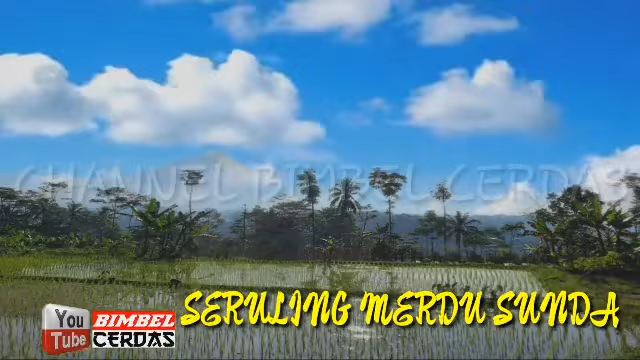 CHANNEL BIMBEL CERDAS
SERULING MERDU SUNDA
You Tube
BIMBEL
CERDAS